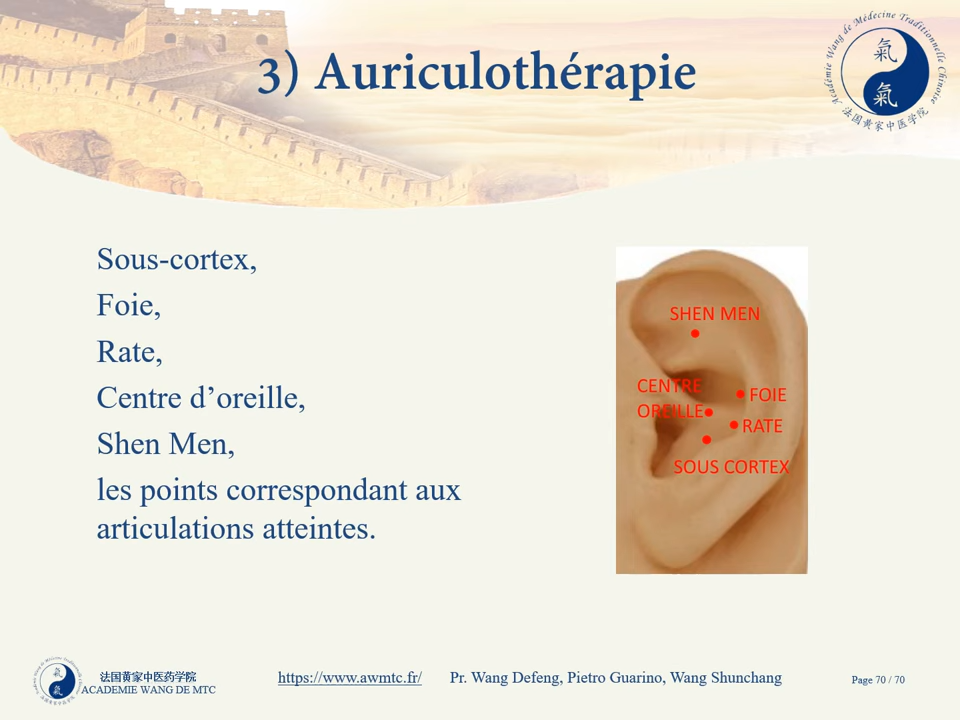 3) Auriculothérapie
Académie Wang de Médecine Traditionnelle Chinoise
氣
氣
法国黄家中医学院
Sous-cortex,
Foie,
Rate,
Centre d’oreille,
Shen Men,
les points correspondant aux
articulations atteintes.
SHEN MEN
CENTRE
OREILLE
FOIE
RATE
SOUS CORTEX
氣
氣
法国黄家中医药学院
ACADEMIE WANG DE MTC
https://www.awmtc.fr/ Pr. Wang Defeng, Pietro Guarino, Wang Shunchang
Page 70 / 70